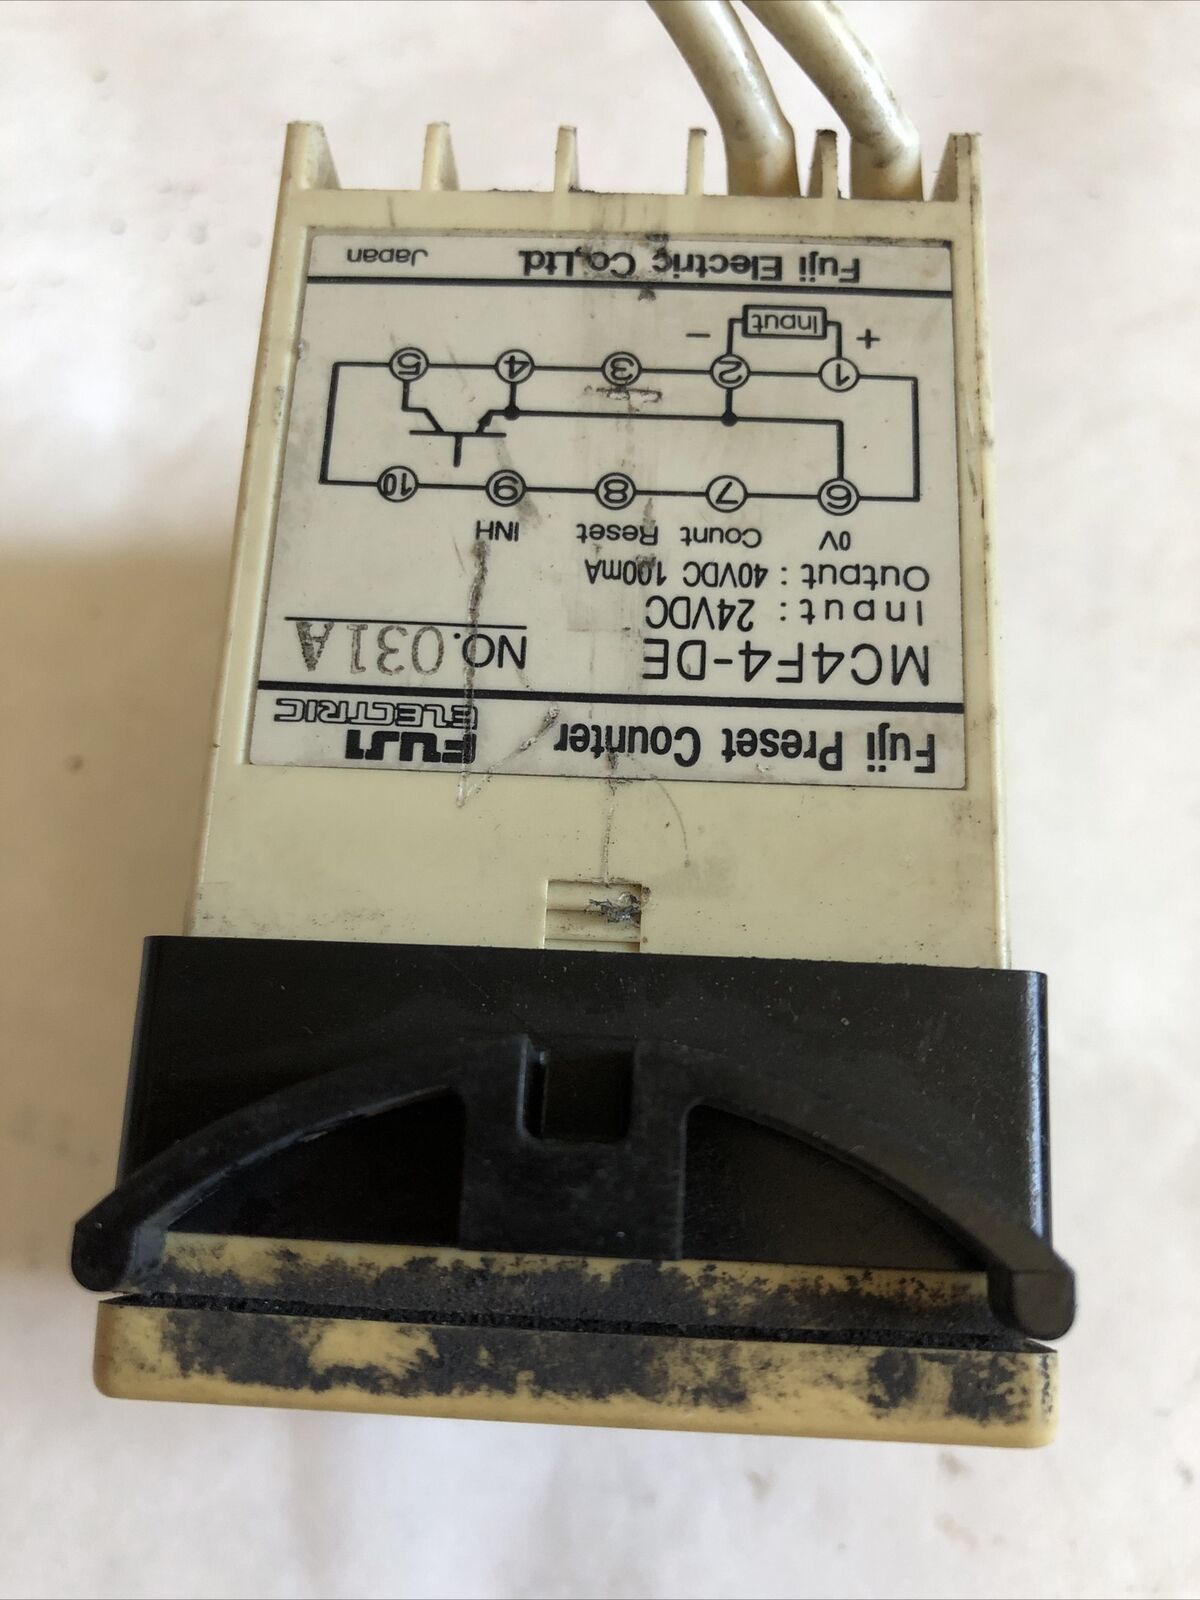 Fuji Preset Counter FUSI ELECTRIC
MC4F4-DE NO.031A
Input : 24VDC
Output : 40VDC 100mA
0V Count Reset INH
6 7 8 9 10
1 2 3 4 5
+ Input -
Fuji Electric Co.,Ltd. Japan